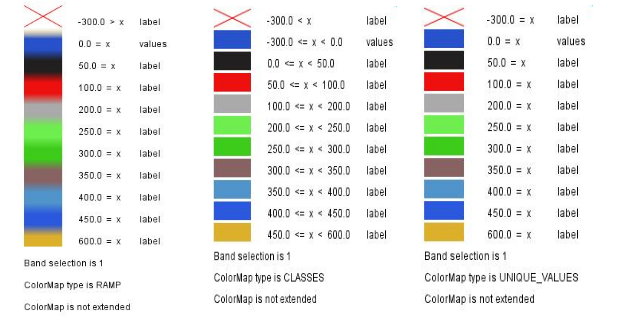 -300.0 > x label
0.0 = x values
50.0 = x label
100.0 = x label
200.0 = x label
250.0 = x label
300.0 = x label
350.0 = x label
400.0 = x label
450.0 = x label
600.0 = x label
Band selection is 1
ColorMap type is RAMP
ColorMap is not extended
-300.0 < x label
-300.0 <= x < 0.0 values
0.0 <= x < 50.0 label
50.0 <= x < 100.0 label
100.0 <= x < 200.0 label
200.0 <= x < 250.0 label
250.0 <= x < 300.0 label
300.0 <= x < 350.0 label
350.0 <= x < 400.0 label
400.0 <= x < 450.0 label
450.0 <= x < 600.0 label
Band selection is 1
ColorMap type is CLASSES
ColorMap is not extended
-300.0 = x label
0.0 = x values
50.0 = x label
100.0 = x label
200.0 = x label
250.0 = x label
300.0 = x label
350.0 = x label
400.0 = x label
450.0 = x label
600.0 = x label
Band selection is 1
ColorMap type is UNIQUE_VALUES
ColorMap is not extended